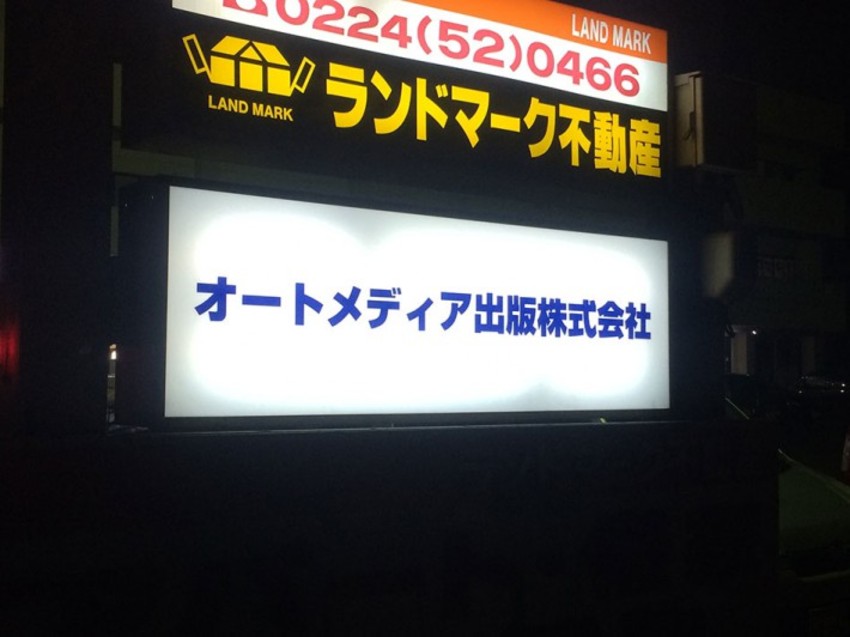 LAND MARK
0224(52)0466
LAND MARK
ランドマーク不動産
オートメディア出版株式会社